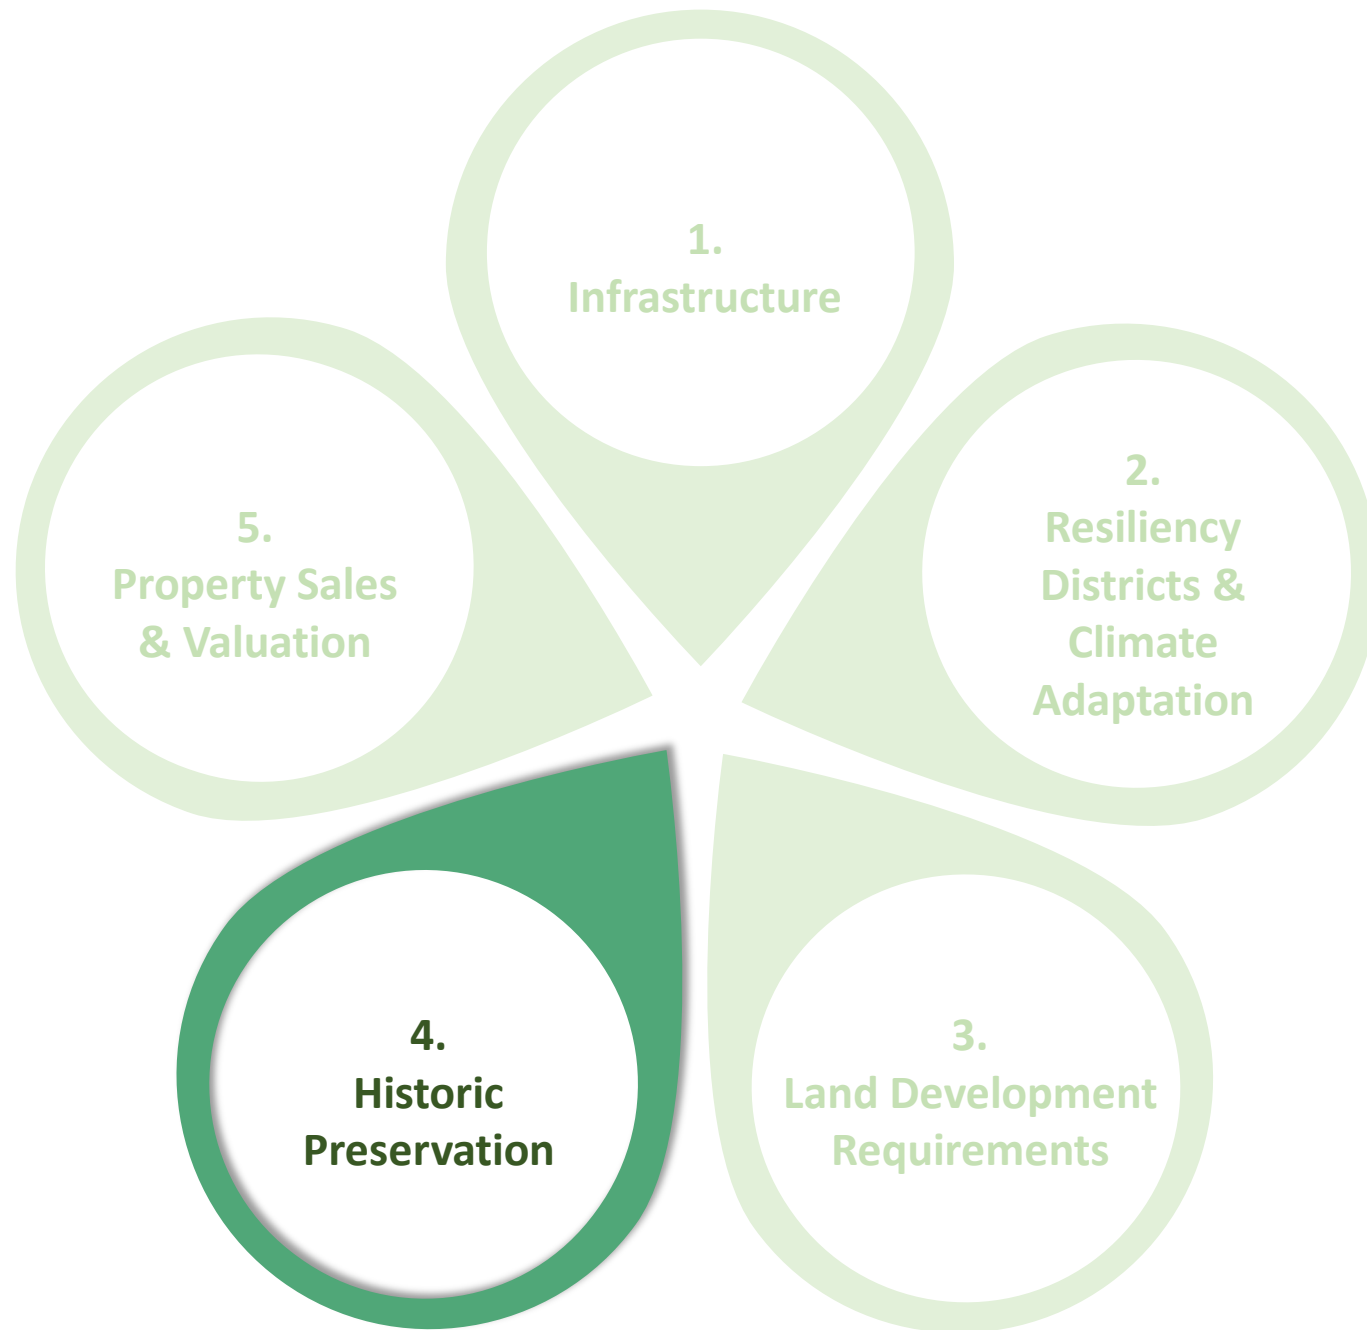 1.
Infrastructure
2.
Resiliency
Districts &
Climate
Adaptation
3.
Land Development
Requirements
4.
Historic
Preservation
5.
Property Sales
& Valuation